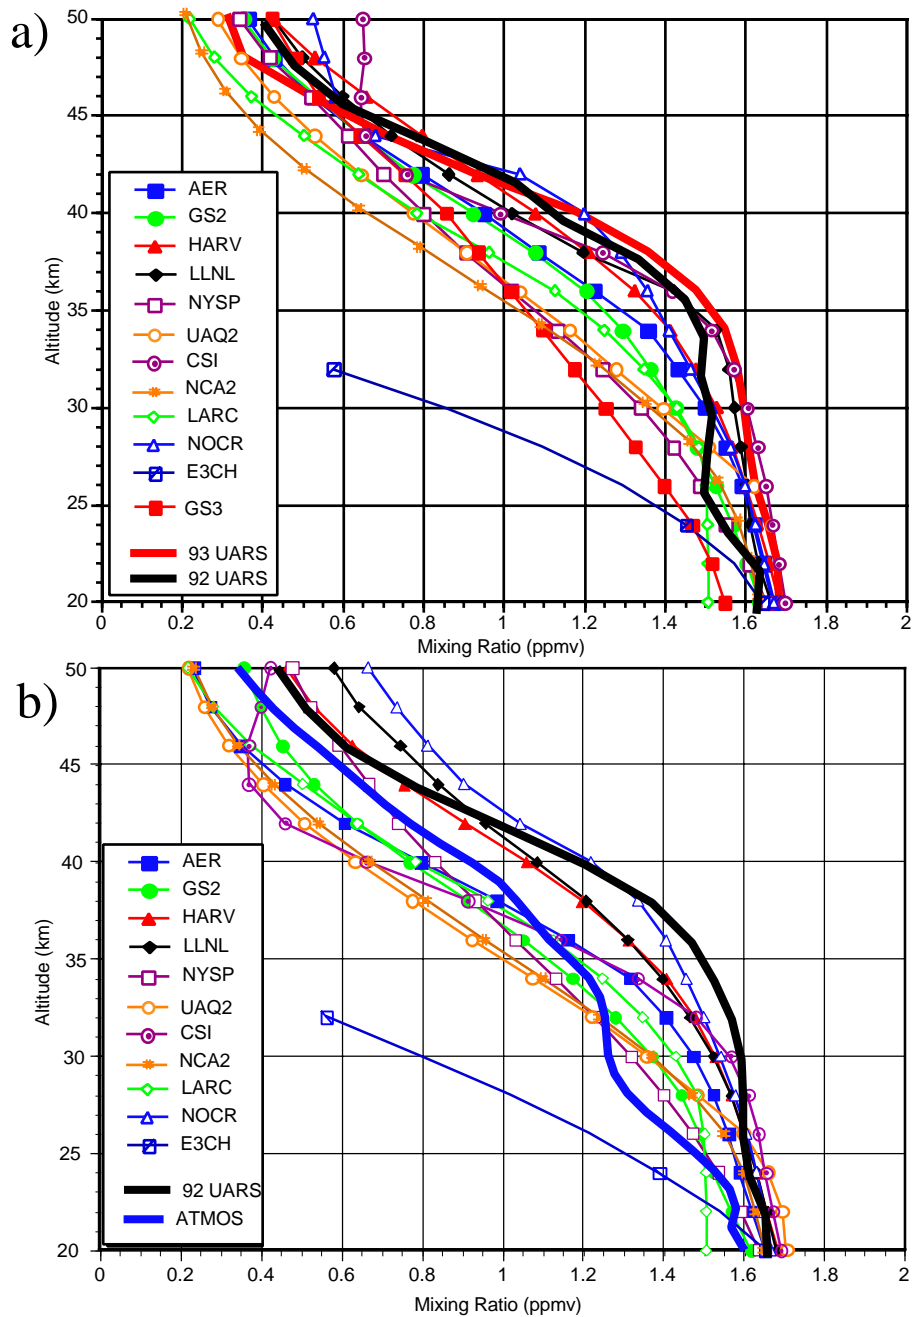 a)
50
45
40
35
30
25
20
Altitude (km)
AER
GS2
HARV
LLNL
NYSP
UAQ2
CSI
NCA2
LARC
NOCR
E3CH
GS3
93 UARS
92 UARS
0 0.2 0.4 0.6 0.8 1 1.2 1.4 1.6 1.8 2
Mixing Ratio (ppmv)
b)
50
45
40
35
30
25
20
Altitude (km)
AER
GS2
HARV
LLNL
NYSP
UAQ2
CSI
NCA2
LARC
NOCR
E3CH
92 UARS
ATMOS
0 0.2 0.4 0.6 0.8 1 1.2 1.4 1.6 1.8 2
Mixing Ratio (ppmv)